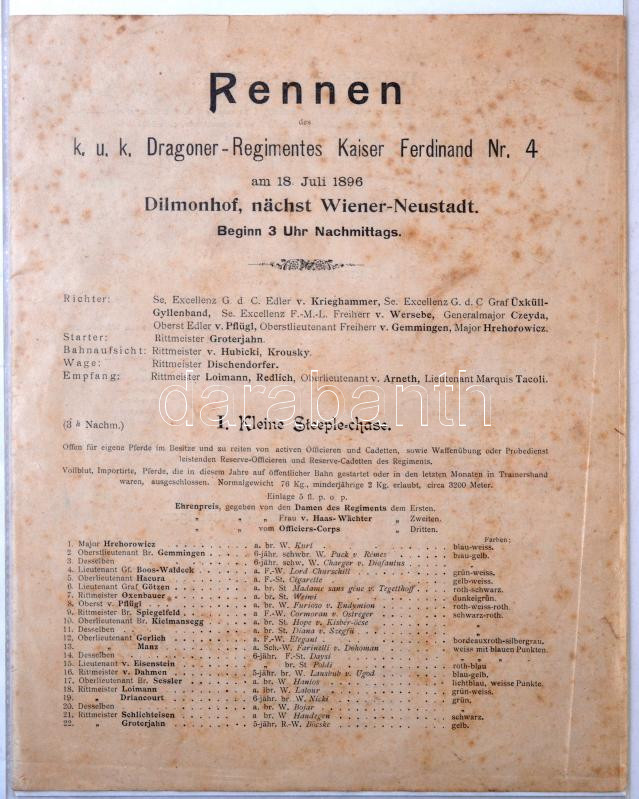 Rennen
des
k. u. k. Dragoner-Regimentes Kaiser Ferdinand Nr. 4
am 18. Juli 1896
Dilmonhof, nächst Wiener-Neustadt.
Beginn 3 Uhr Nachmittags.
Richter: Se. Excellenz G. d. C. Edler v. Krieghammer, Se. Excellenz G. d. C Graf Üxküll-
Gyllenband, Se. Excellenz F.-M.-L. Freiherr v. Wersebe, Generalmajor Czeyda,
Oberst Edler v. Pflügl, Oberstlieutenant Freiherr v. Gemmingen, Major Hrehorowicz.
Starter: Rittmeister Groterjahn.
Bahnaufsicht: Rittmeister v. Hubicki, Krousky.
Wage: Rittmeister Dischendorfer.
Empfang: Rittmeister Loimann, Redlich, Oberlieutenant v. Arneth, Lieutenant Marquis Tacoli.
darabanth
(3 h Nachm.) I. Kleine Steeple-chase.
Offen für eigene Pferde im Besitze und zu reiten von activen Officieren und Cadetten, sowie Waffenübung oder Probedienst
leistenden Reserve-Officieren und Reserve-Cadetten des Regiments.
Vollblut, Importirte, Pferde, die in diesem Jahre auf öffentlicher Bahn gestartet oder in den letzten Monaten in Trainershand
waren, ausgeschlossen. Normalgewicht 76 Kg., minderjährige 2 Kg. erlaubt, circa 3200 Meter.
Einlage 5 fl. p. o p.
Ehrenpreis, gegeben von den Damen des Regiments dem Ersten.
" " " Frau v. Haas-Wächter " Zweiten.
" " vom Officiers-Corps " Dritten.
Farben:
1. Major Hrehorowicz a. br. W. Kurt blau-weiss.
2 Oberstlieutenant Br. Gemmingen 6-jähr. schwbr. W. Puck v Rémes blau-gelb.
3. Desselben 6-jähr. schw. W. Charger v Diofantus "
4. Lieutenant Gf. Boos-Waldeck a. F.-W. Lord Churschill grün-weiss.
5. Oberlieutenant Hacura a. F.-St. Cigarette gelb-weiss.
6. Lieutenant Graf Götzen a. br. St Madame sans gène v. Tegetthoff roth-schwarz.
7. Rittmeister Oxenbauer a. br. St. Weiwi dunkelgrün.
8. Oberst v. Pflügl a. br. W. Furioso v. Endymion roth-weiss-roth.
9. Rittmeister Br. Spiegelfeld a. F.-W. Cormoran v Ostreger schwarz-roth.
10. Oberlieutenant Br. Kielmansegg a. br. St. Hope v. Kisbér-öcse
11. Desselben a. br. St. Diana v. Szegfü "
12. Oberlieutenant Gerlich a. F.-W. Elegant bordeauxroth-silbergrau.
13. " Manz a. Sch.-W. Farinelli v. Dohoman weiss mit blauen Punkten.
14. Desselben 6-jähr. F.-St. Daysi "
15. Lieutenant v. Eisenstein " br. St Poldi roth-blau
16. Rittmeister v. Dahmen 5-jähr. br. W. Lausbub v. Ugod blau-gelb.
17. Oberlieutenant Br. Sessler a. br. W Hantos lichtblau, weisse Punkte.
18. Rittmeister Loimann a. lbr. W. Latour grün-weiss.
19. " Driancourt 6-jähr. br W. Nicki grün.
20. Desselben a. br. W. Bojar "
21. Rittmeister Schlichteisen a. br. W Haudegen schwarz.
22. " Groterjahn 5-jähr. R.-W. Böcske gelb.